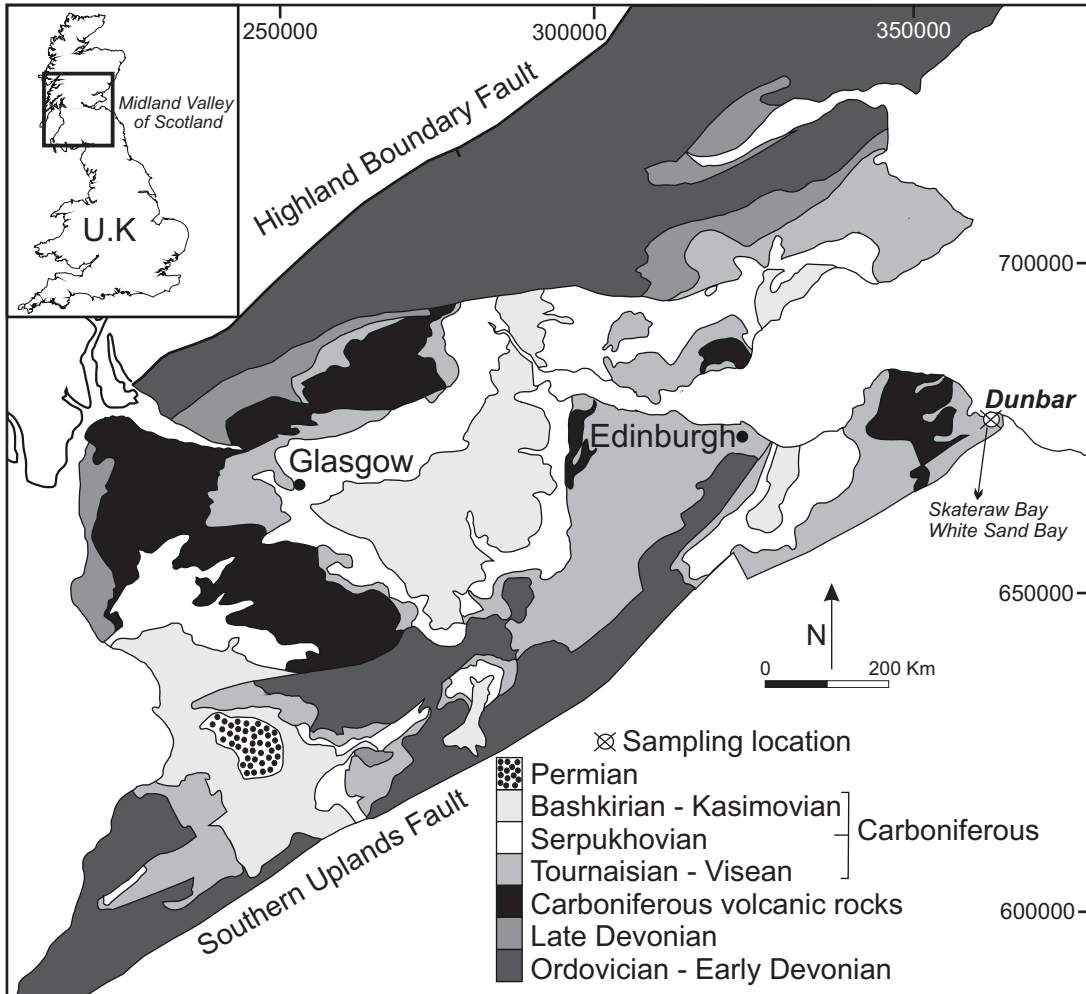 250000
300000
350000
Midland Valley
of Scotland
U.K
Highland Boundary Fault
700000
Dunbar
Edinburgh
Glasgow
Skateraw Bay
White Sand Bay
650000
N
0 200 Km
Sampling location
Permian
Bashkirian - Kasimovian
Serpukhovian
Carboniferous
Tournaisian - Visean
Carboniferous volcanic rocks
Late Devonian
Ordovician - Early Devonian
600000
Southern Uplands Fault